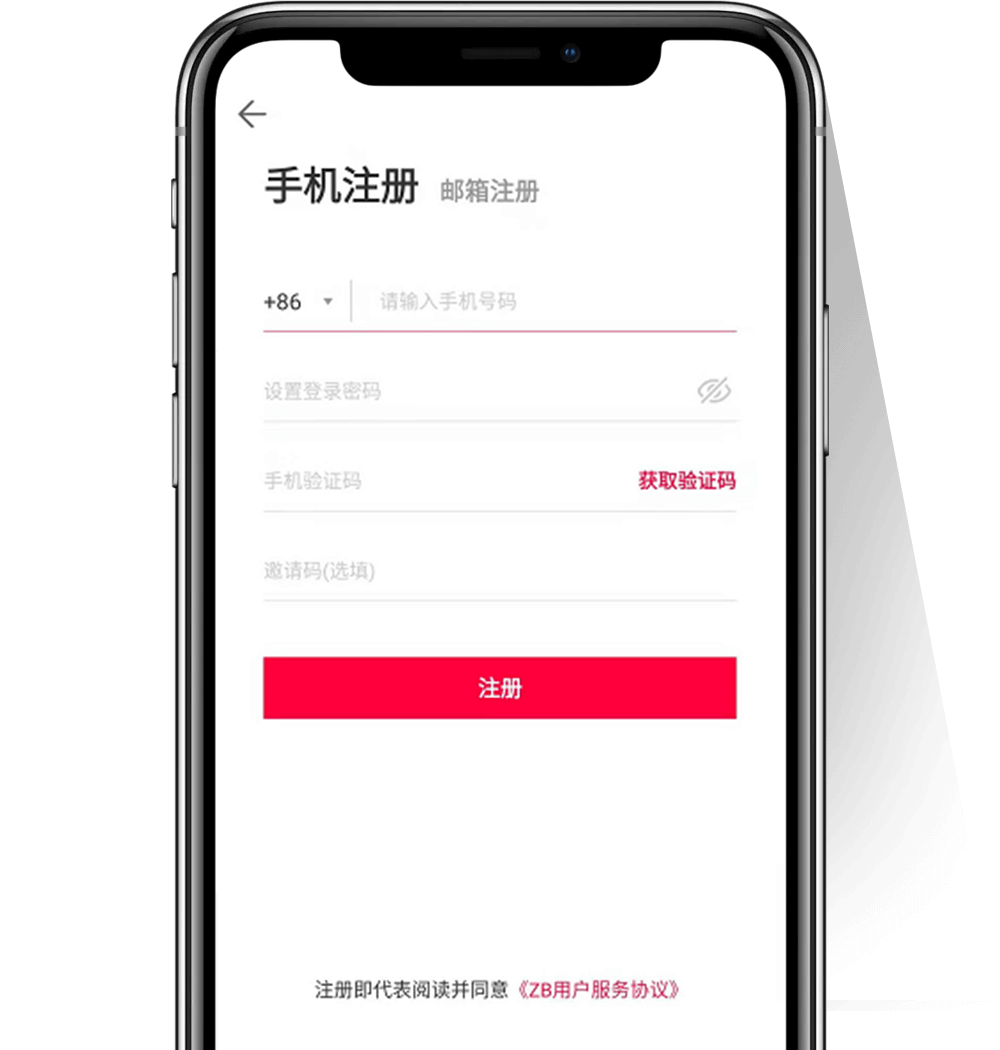 手机注册 邮箱注册
+86 请输入手机号码
设置登录密码
手机验证码 获取验证码
邀请码(选填)
注册
注册即代表阅读并同意《ZB用户服务协议》